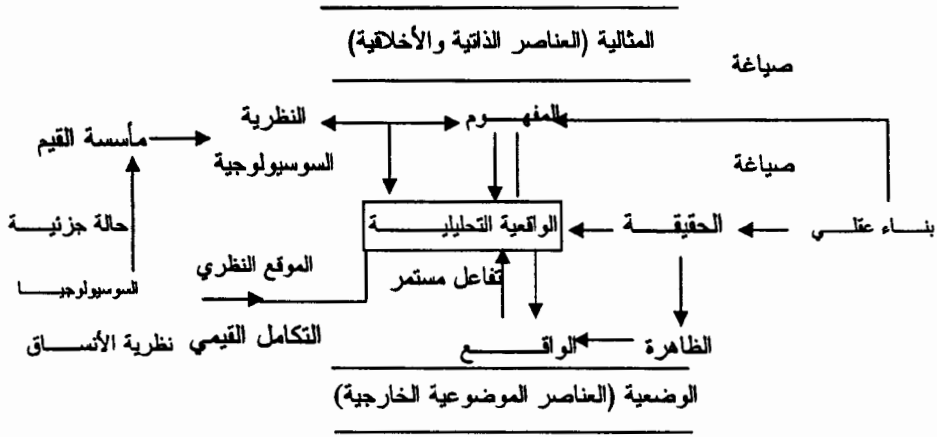 المثالية (العناصر الذاتية والأخلاقية)
صياغة
المفهوم
النظرية
السوسيولوجية
مأسسة القيم
صياغة
بناء عقلي
الحقيقة
الواقعية التحليلية
حالة جزئية
الموقع النظري
تفاعل مستمر
السوسيولوجيا
الظاهرة
الواقع
التكامل القيمي
نظرية الأنساق
الوضعية (العناصر الموضوعية الخارجية)